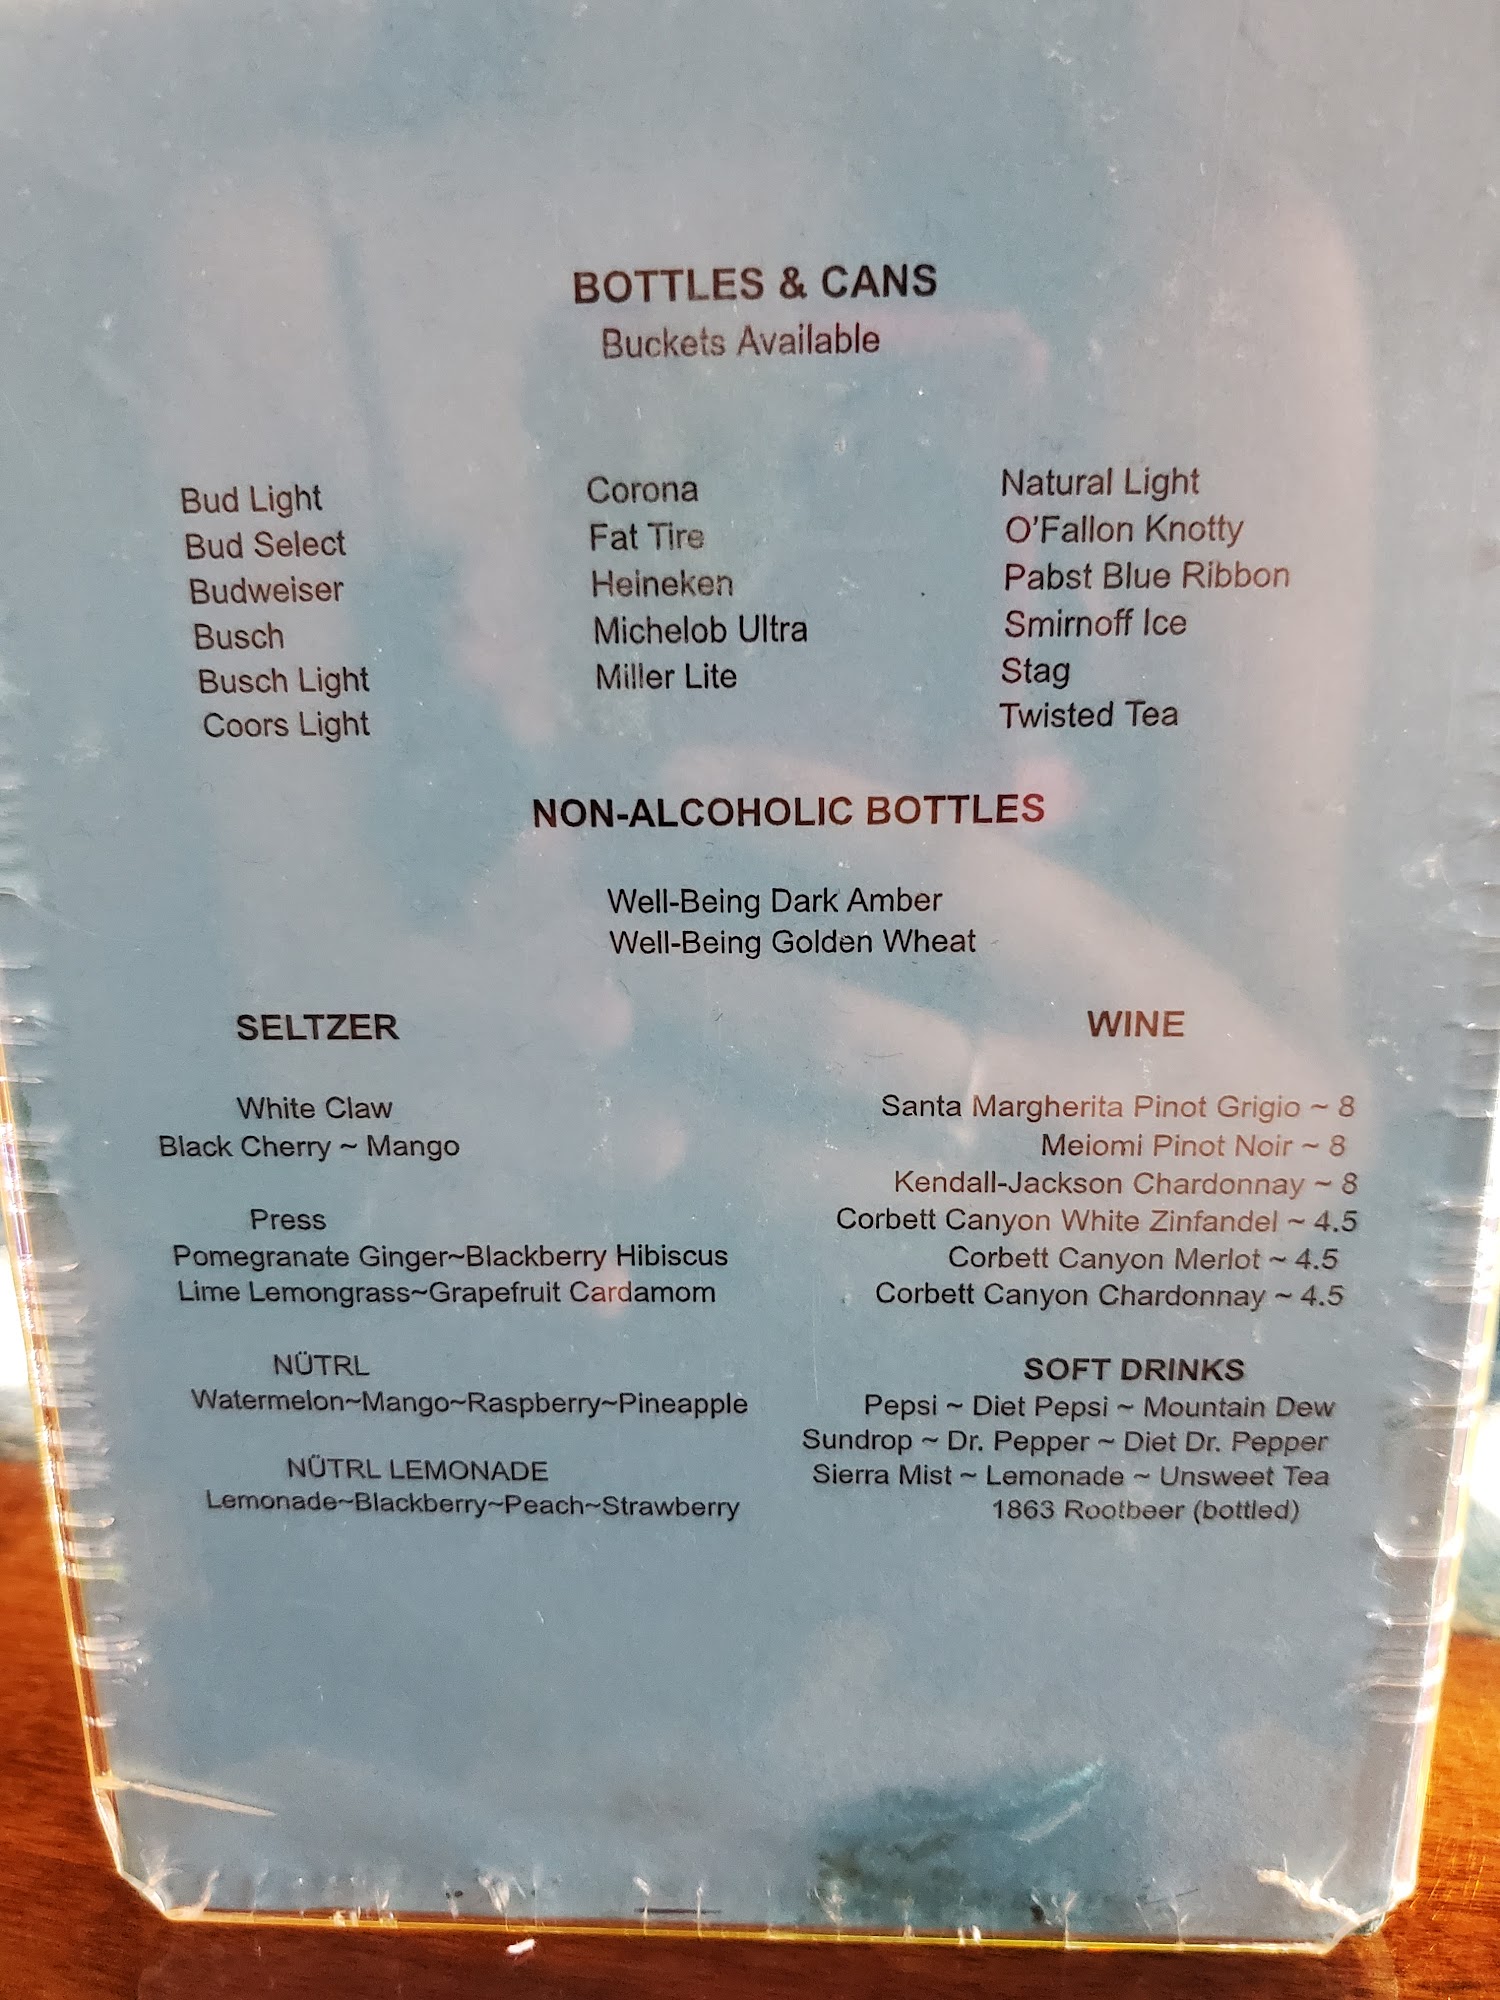 BOTTLES & CANS
Buckets Available
Bud Light
Bud Select
Budweiser
Busch
Busch Light
Coors Light
Corona
Fat Tire
Heineken
Michelob Ultra
Miller Lite
Natural Light
O'Fallon Knotty
Pabst Blue Ribbon
Smirnoff Ice
Stag
Twisted Tea
NON-ALCOHOLIC BOTTLES
Well-Being Dark Amber
Well-Being Golden Wheat
SELTZER
White Claw
Black Cherry ~ Mango
Press
Pomegranate Ginger~Blackberry Hibiscus
Lime Lemongrass~Grapefruit Cardamom
NÜTRL
Watermelon~Mango~Raspberry~Pineapple
NÜTRL LEMONADE
Lemonade~Blackberry~Peach~Strawberry
WINE
Santa Margherita Pinot Grigio ~ 8
Meiomi Pinot Noir ~ 8
Kendall-Jackson Chardonnay ~ 8
Corbett Canyon White Zinfandel ~ 4.5
Corbett Canyon Merlot ~ 4.5
Corbett Canyon Chardonnay ~ 4.5
SOFT DRINKS
Pepsi ~ Diet Pepsi ~ Mountain Dew
Sundrop ~ Dr. Pepper ~ Diet Dr. Pepper
Sierra Mist ~ Lemonade ~ Unsweet Tea
1863 Rootbeer (bottled)